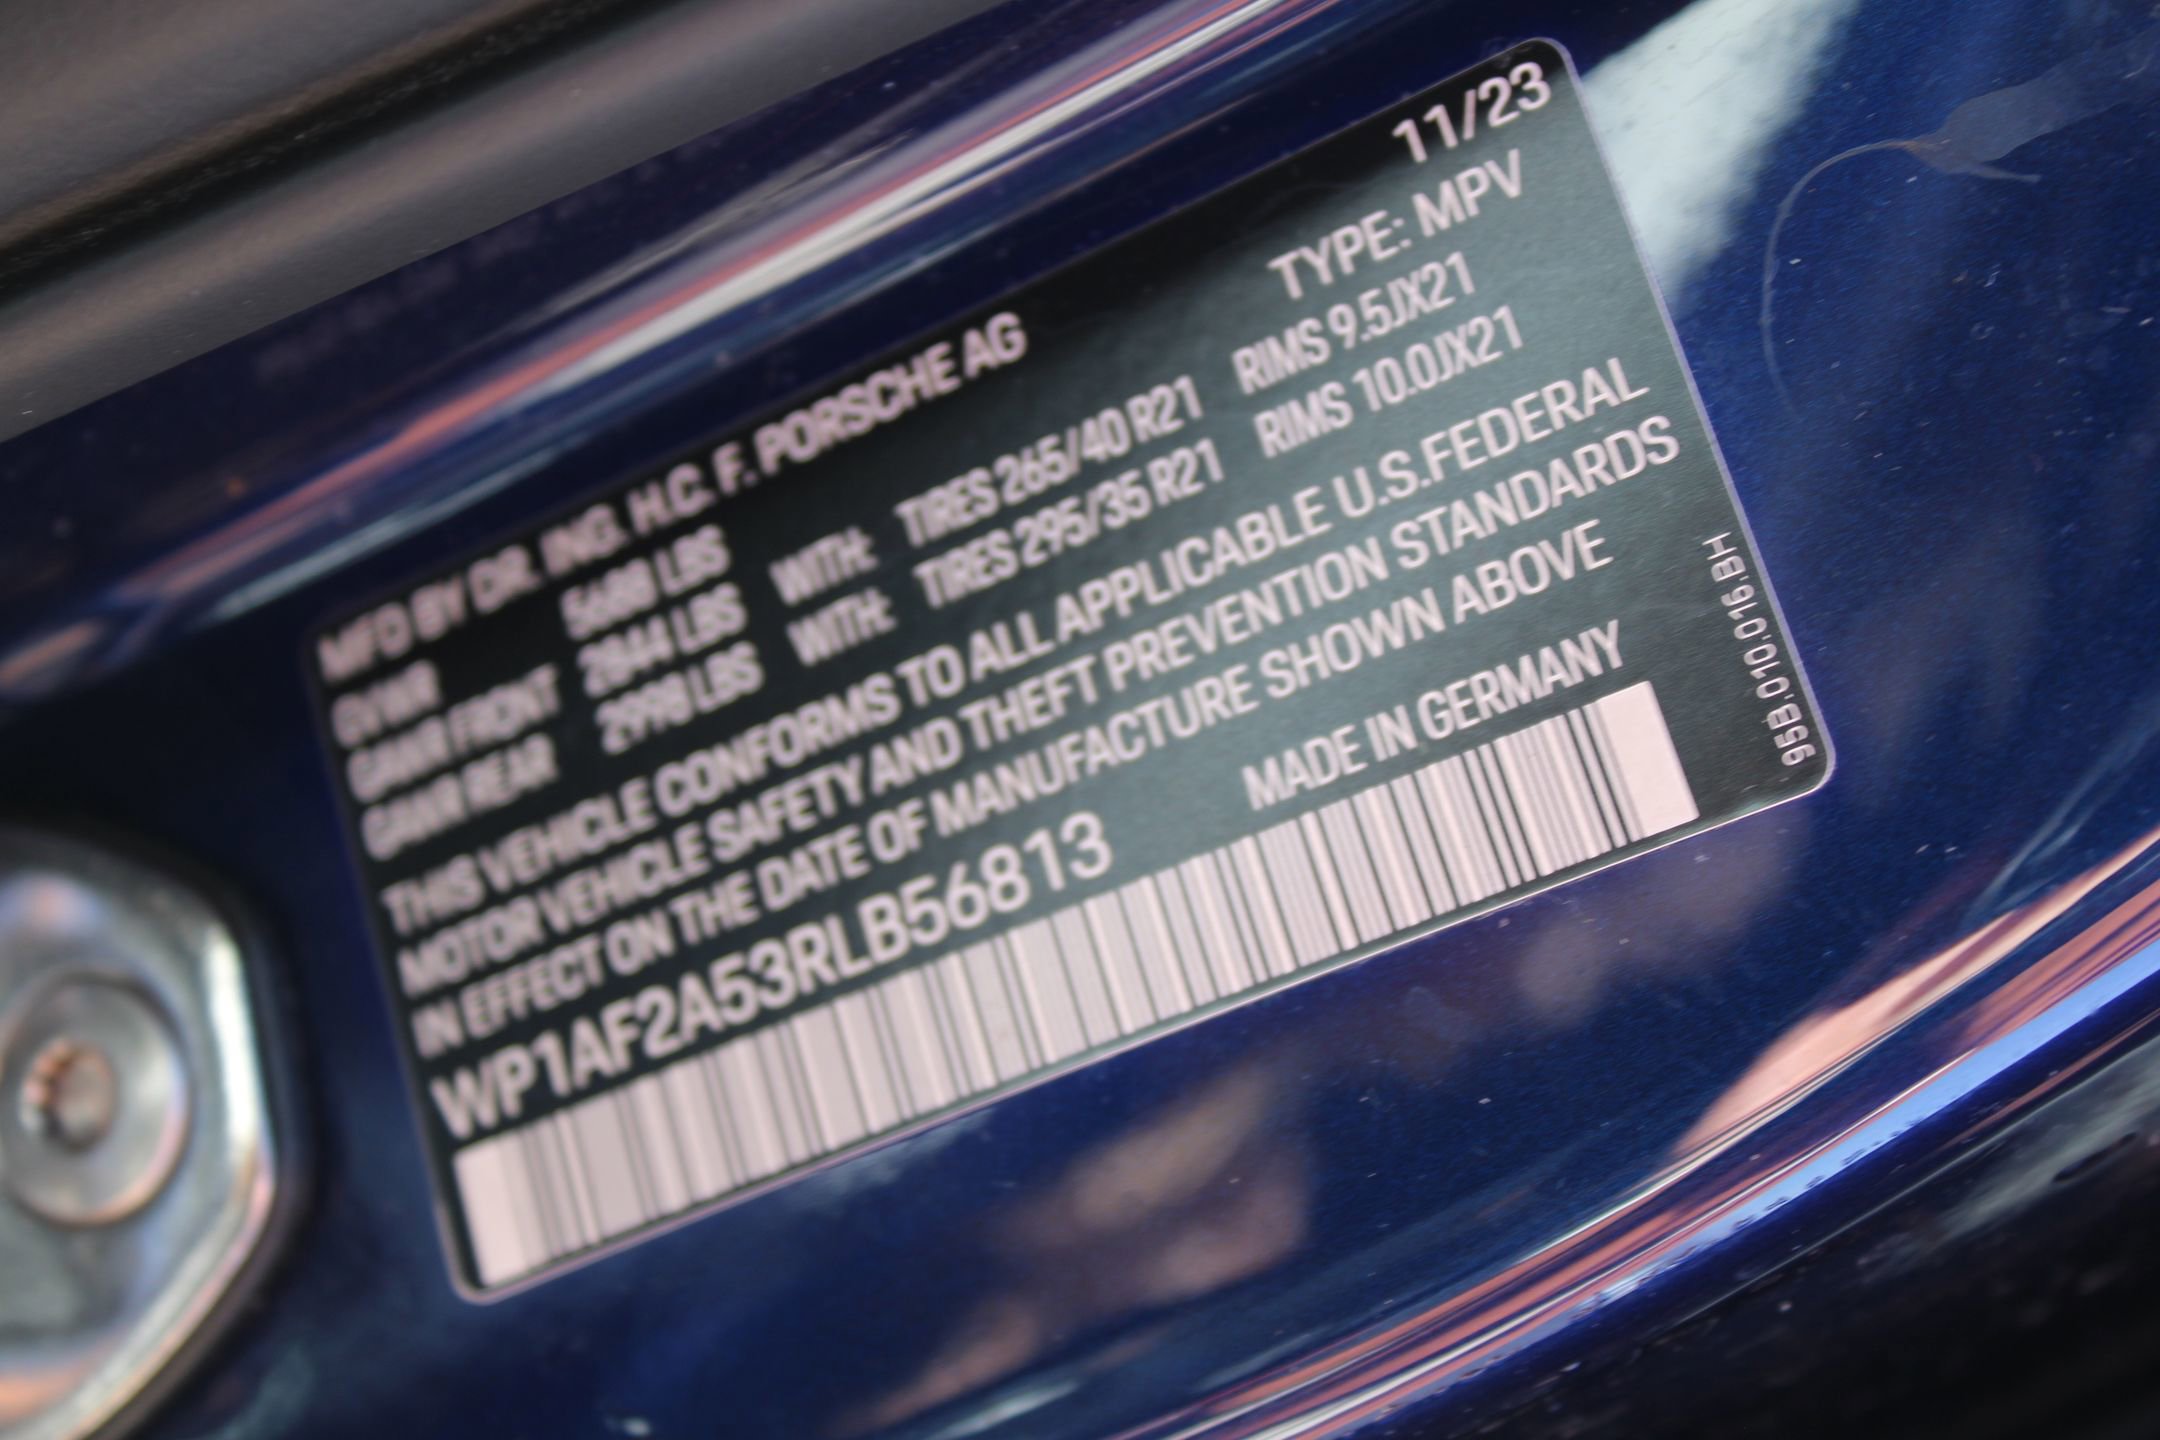 11/23
MFD BY DR. ING. H.C. F. PORSCHE AG TYPE: MPV
GVWR 5688 LBS WITH: TIRES 265/40 R21 RIMS 9.5JX21
GAWR FRONT 2844 LBS WITH: TIRES 295/35 R21 RIMS 10.0JX21
GAWR REAR 2998 LBS
THIS VEHICLE CONFORMS TO ALL APPLICABLE U.S.FEDERAL
MOTOR VEHICLE SAFETY AND THEFT PREVENTION STANDARDS
IN EFFECT ON THE DATE OF MANUFACTURE SHOWN ABOVE
WP1AF2A53RLB56813 MADE IN GERMANY
95B.010.016.BH